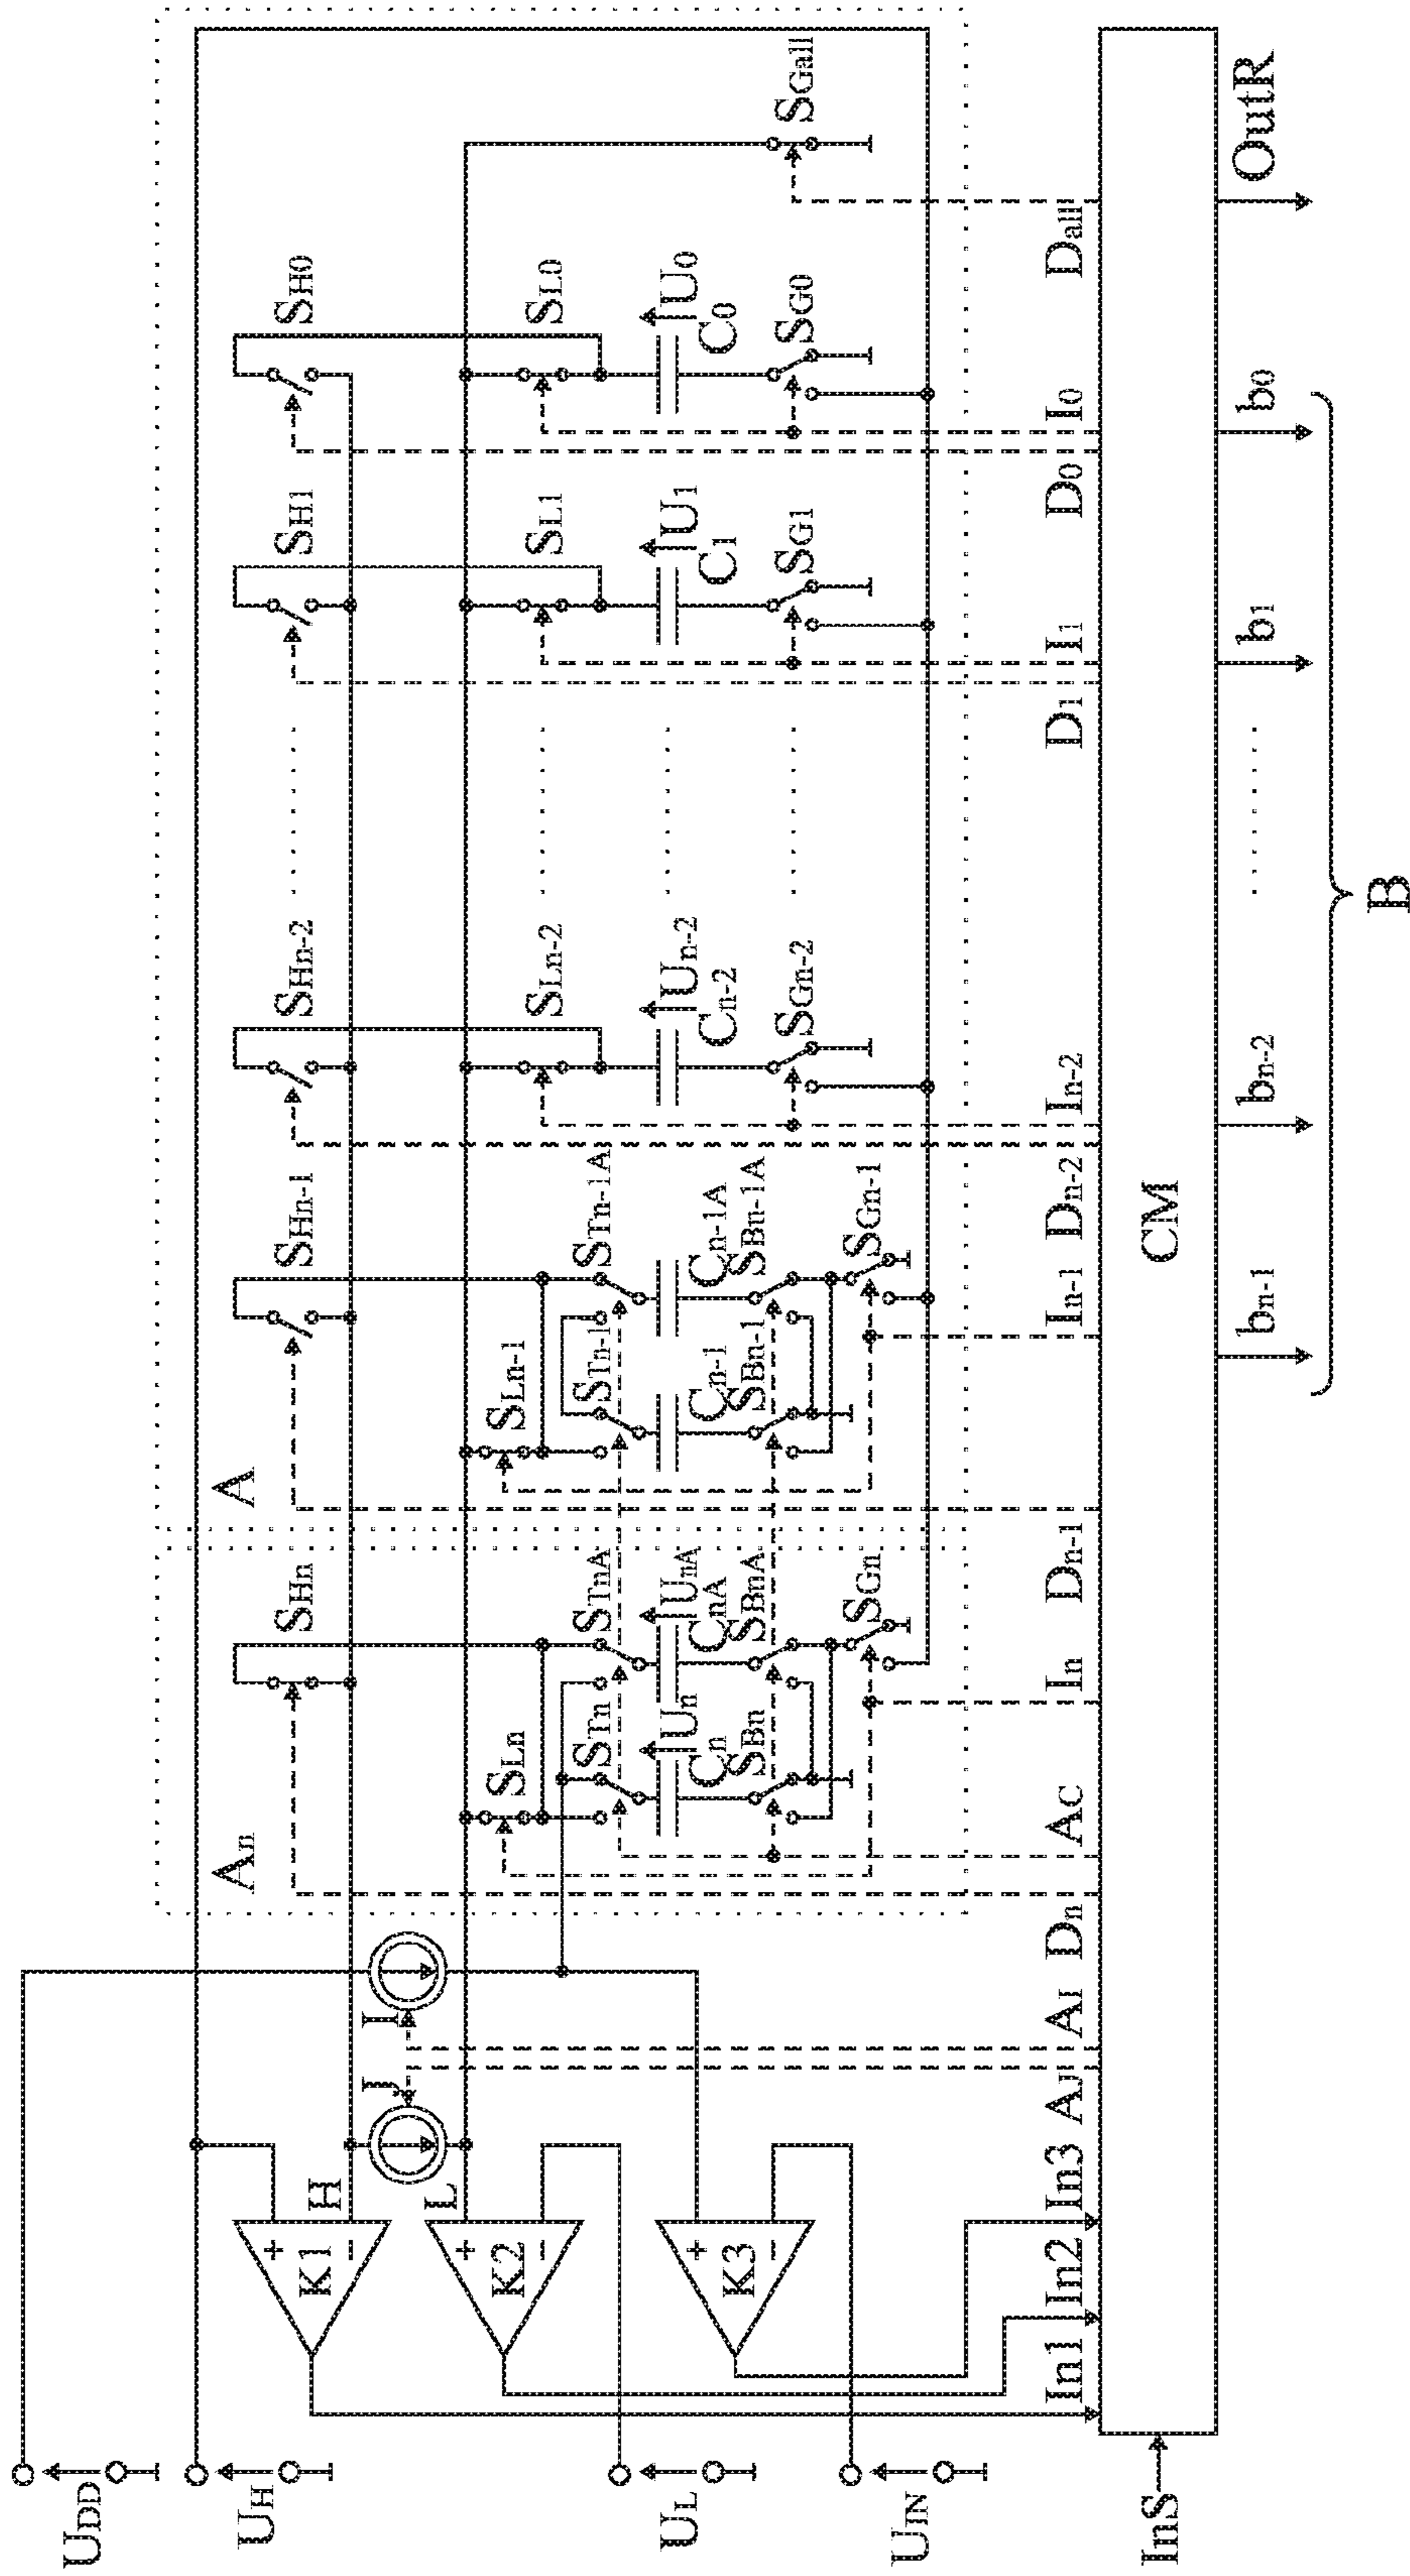 UDD
UH
UL
UIN
InS
K1
+
−
K2
+
−
K3
+
−
H
L
J
I
An
A
SHn
SHn-1
SHn-2
SH1
SH0
SLn
SLn-1
SLn-2
SL1
SL0
STn
STnA
STn-1
STn-1A
Un
UnA
Un-2
U1
U0
Cn
CnA
Cn-1
Cn-1A
Cn-2
C1
C0
SBn
SBnA
SBn-1
SBn-1A
SGn
SGn-1
SGn-2
SG1
SG0
SGall
In1
In2
In3
AJ
AI
Dn
AC
In
Dn-1
In-1
Dn-2
In-2
D1
I1
D0
I0
Dall
CM
bn-1
bn-2
b1
b0
OutR
B